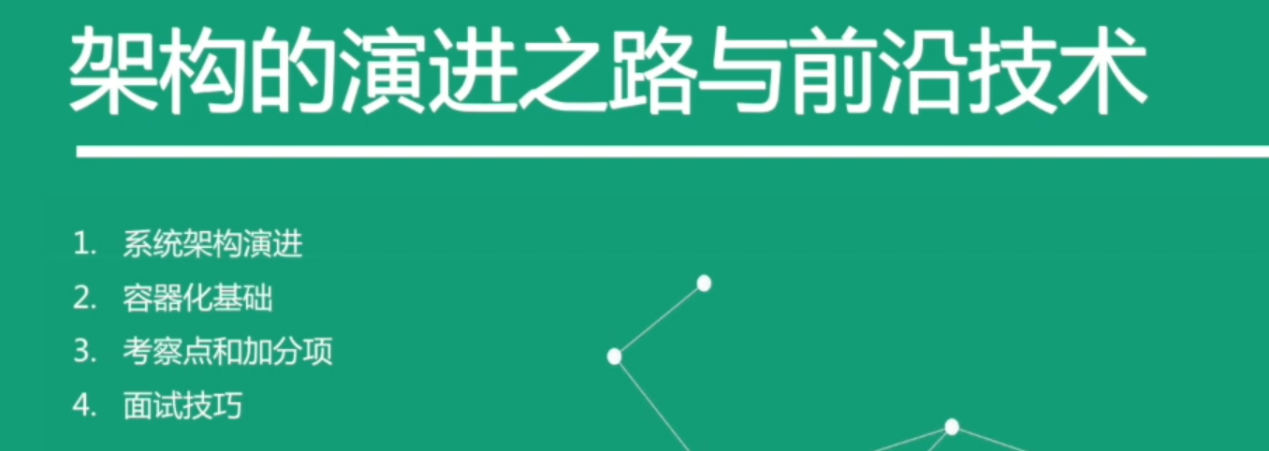 架构的演进之路与前沿技术
1. 系统架构演进
2. 容器化基础
3. 考察点和加分项
4. 面试技巧